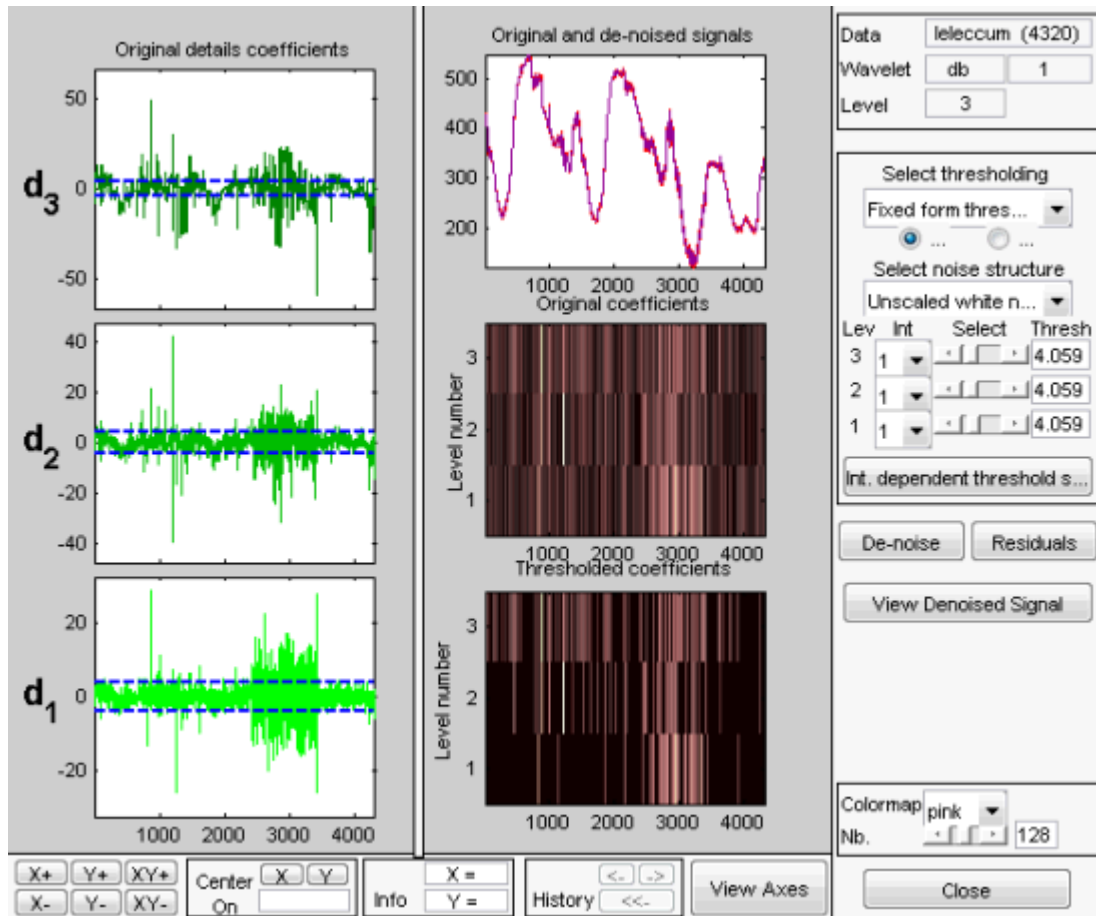 Original details coefficients
50
0
-50
d3
40
20
0
-20
-40
d2
20
0
-20
d1
1000 2000 3000 4000
Original and de-noised signals
500
400
300
200
1000 2000 3000 4000
Original coefficients
3
2
1
Level number
1000 2000 3000 4000
Thresholded coefficients
3
2
1
Level number
1000 2000 3000 4000
Data leleccum (4320)
Wavelet db 1
Level 3
Select thresholding
Fixed form thres...
... ...
Select noise structure
Unscaled white n...
Lev Int Select Thresh
3 1 4.059
2 1 4.059
1 1 4.059
Int. dependent threshold s...
De-noise Residuals
View Denoised Signal
Colormap pink
Nb. 128
Close
X+ Y+ XY+
X- Y- XY-
Center On X Y
Info X = Y =
History <- -> <<-
View Axes